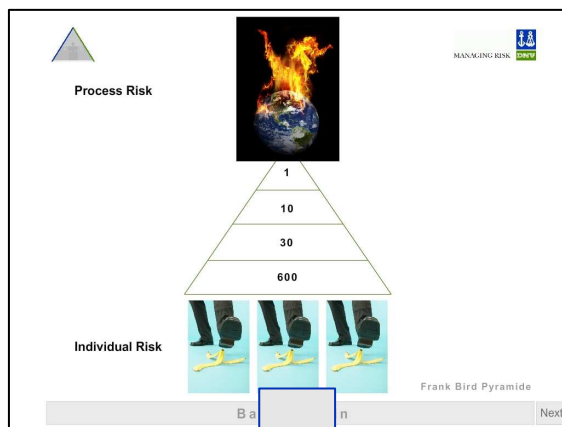 MANAGING RISK
DNV
Process Risk
1
10
30
600
Individual Risk
Frank Bird Pyramide
Next